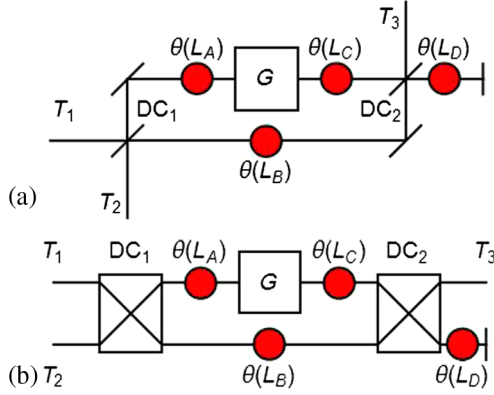 T3
θ(LA) θ(LC) θ(LD)
G
T1 DC1 DC2
θ(LB)
T2
(a)
T1 DC1 θ(LA) θ(LC) DC2 T3
G
(b) T2 θ(LB) θ(LD)